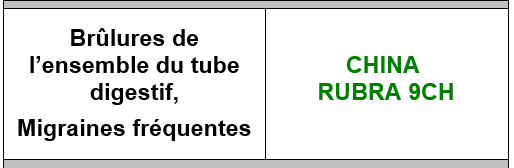 Brûlures de
l’ensemble du tube
digestif,
Migraines fréquentes
CHINA
RUBRA 9CH